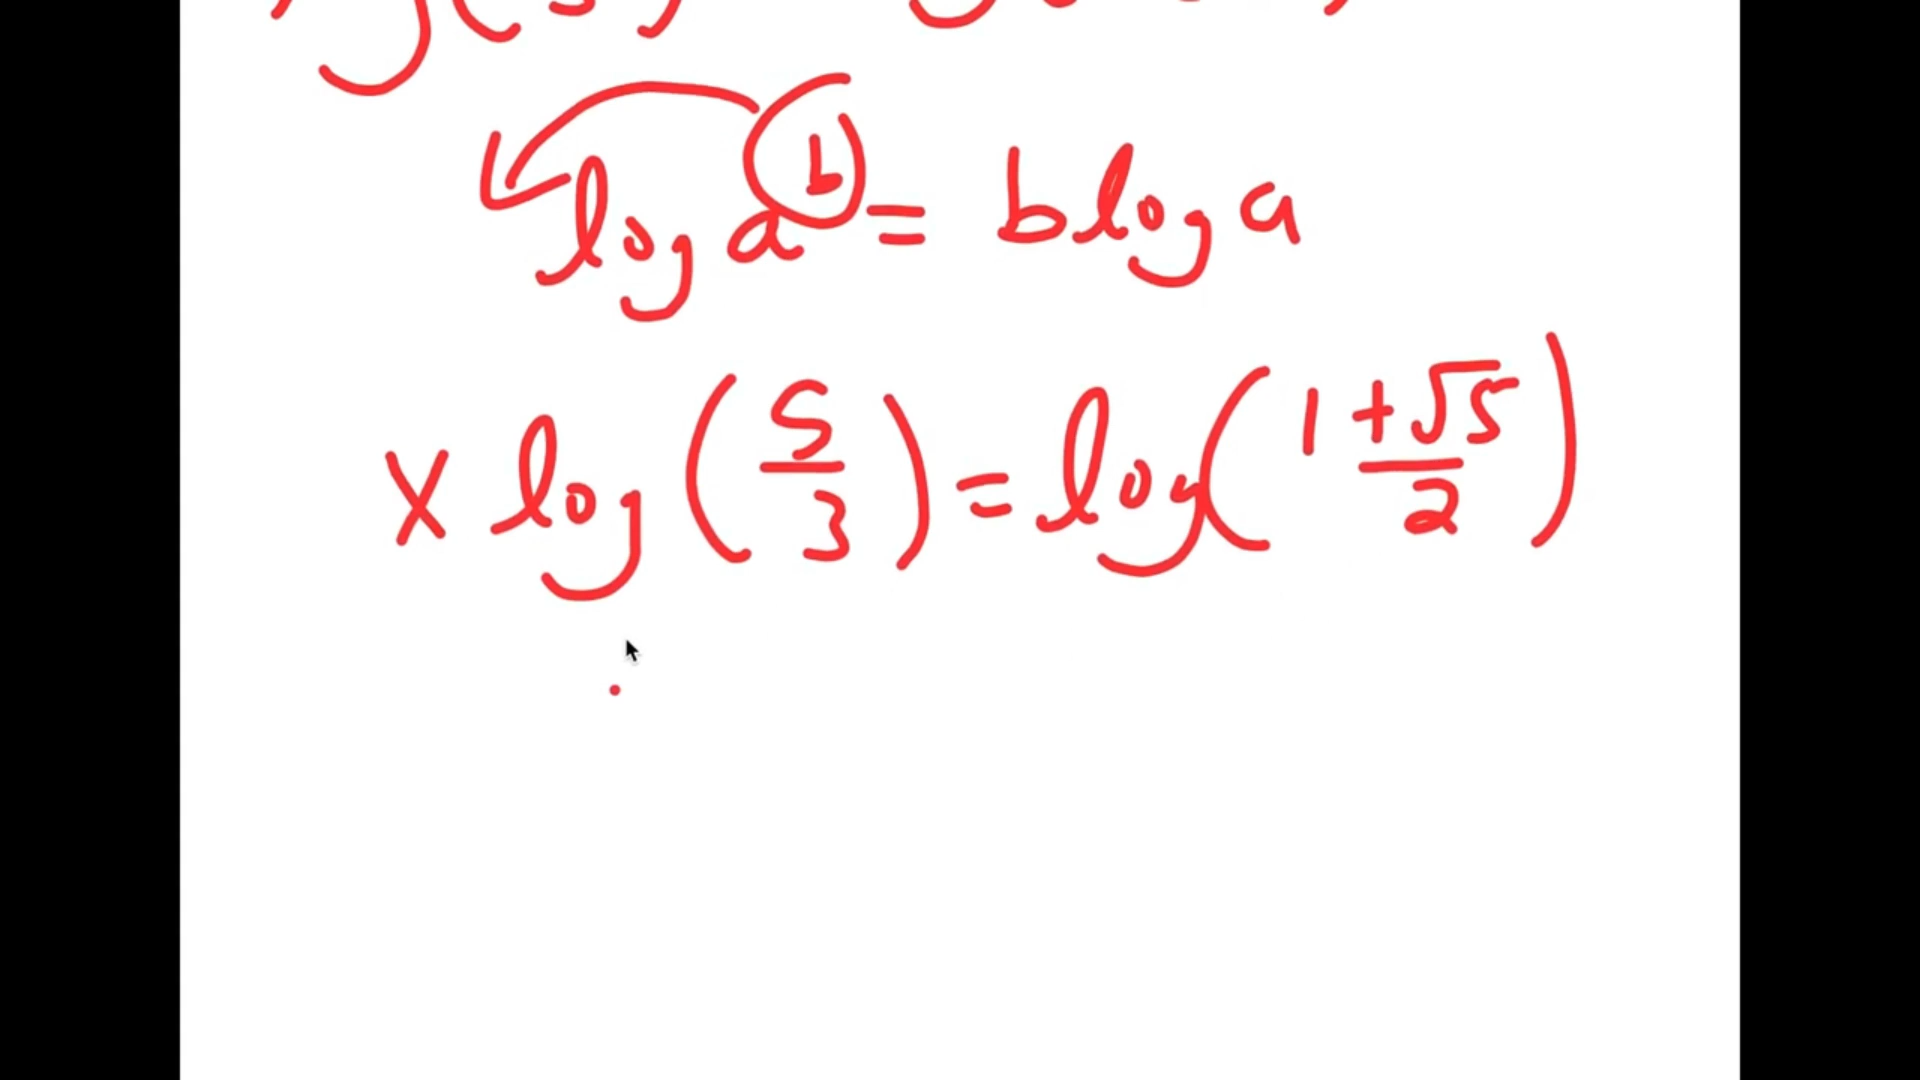 log a^b = b log a
x log (5/3) = log((1+√5)/2)